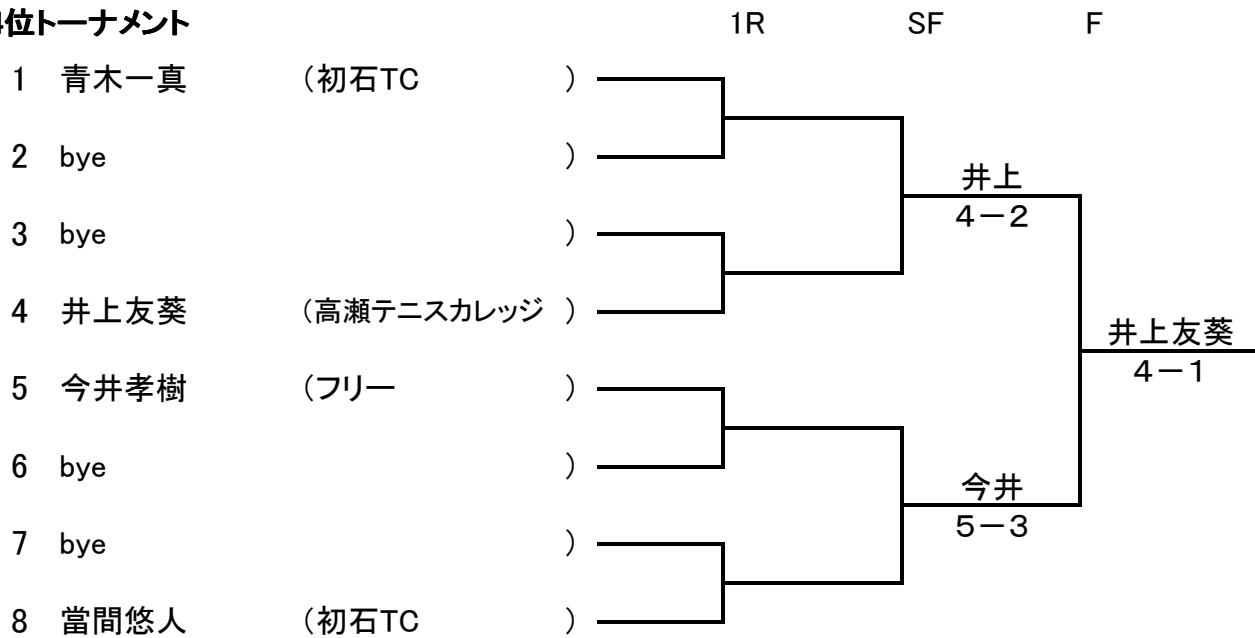 位トーナメント 1R SF F
1 青木一真 (初石TC )
2 bye )
井上
4-2
3 bye )
4 井上友葵 (高瀬テニスカレッジ )
井上友葵
4-1
5 今井孝樹 (フリー )
6 bye )
今井
5-3
7 bye )
8 當間悠人 (初石TC )